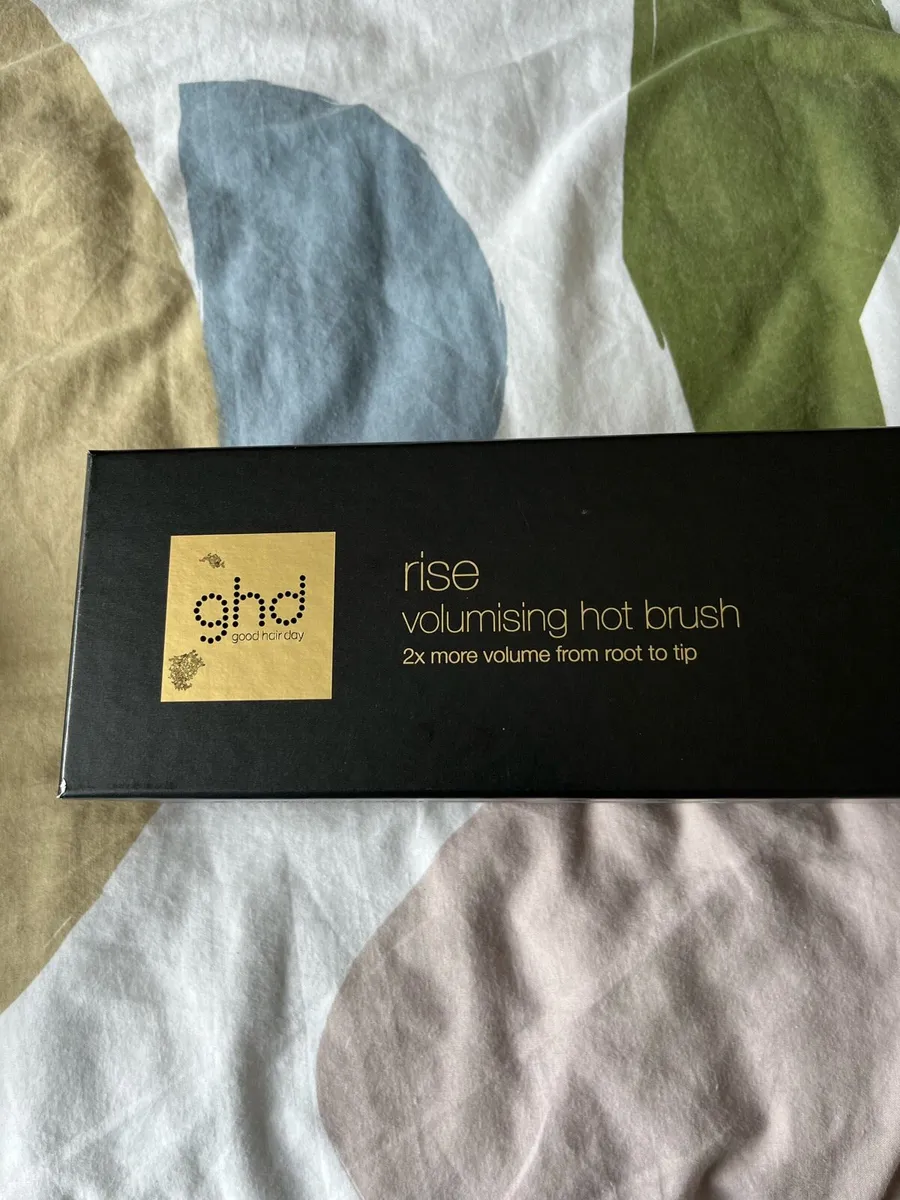 ghd
good hair day
rise
volumising hot brush
2x more volume from root to tip